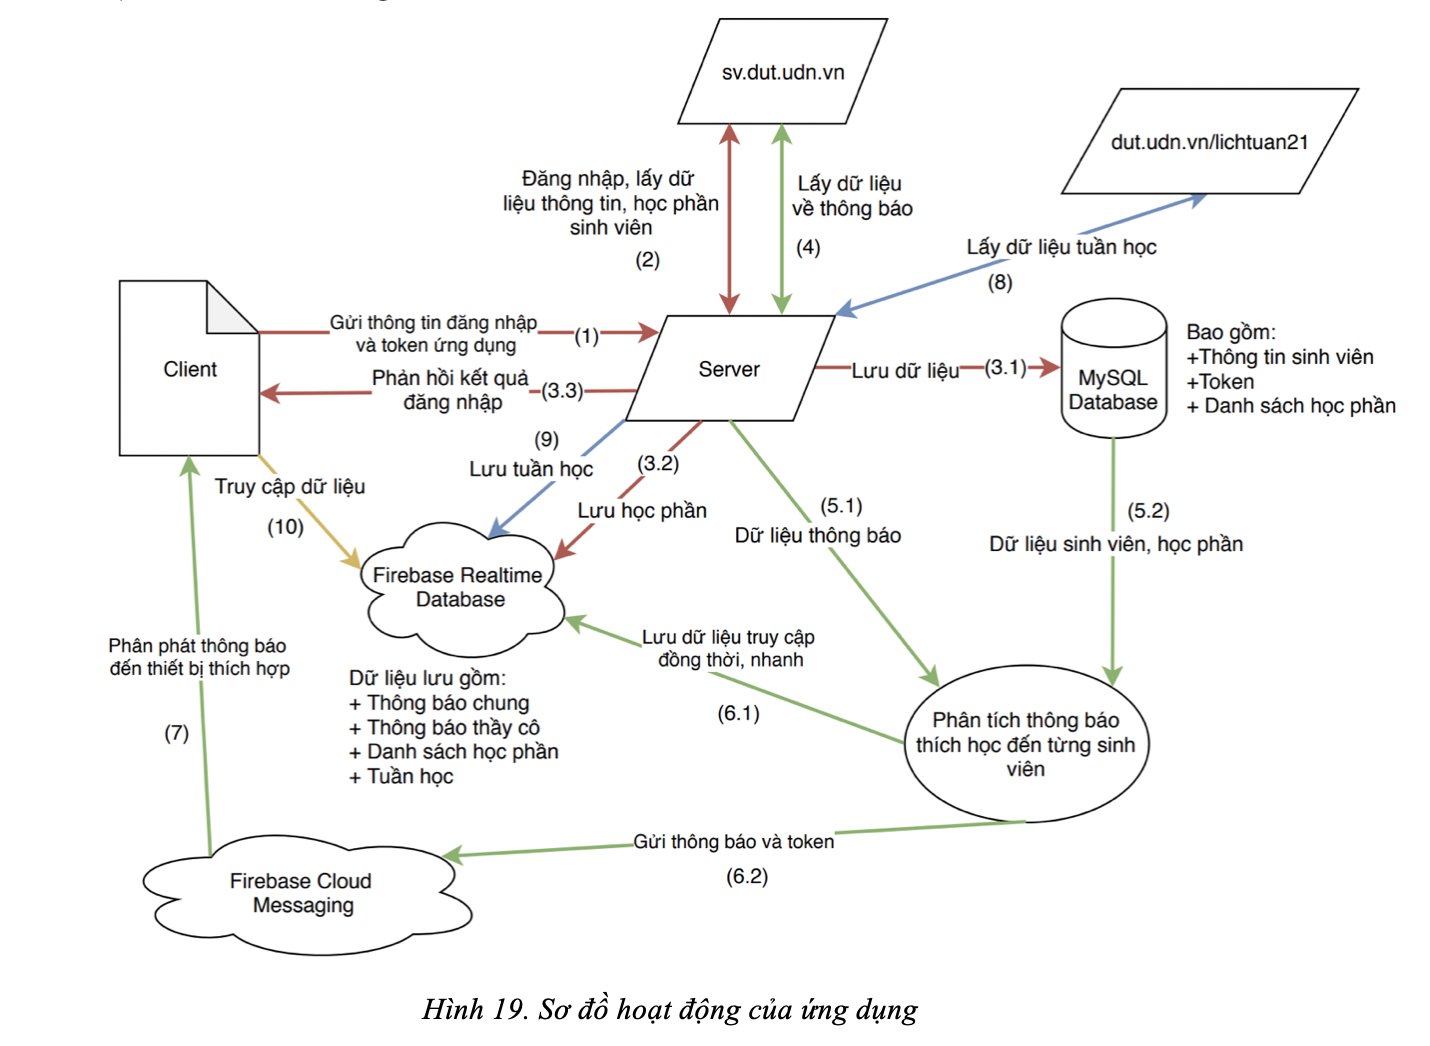 sv.dut.udn.vn
dut.udn.vn/lichtuan21
Đăng nhập, lấy dữ
liệu thông tin, học phần
sinh viên
(2)
Lấy dữ liệu
về thông báo
(4)
Lấy dữ liệu tuần học
(8)
Client
Gửi thông tin đăng nhập
và token ứng dụng
(1)
Phản hồi kết quả
đăng nhập
(3.3)
Server
Lưu dữ liệu
(3.1)
MySQL
Database
Bao gồm:
+Thông tin sinh viên
+Token
+ Danh sách học phần
(9)
Lưu tuần học
(3.2)
Lưu học phần
Truy cập dữ liệu
(10)
(5.1)
Dữ liệu thông báo
(5.2)
Dữ liệu sinh viên, học phần
Firebase Realtime
Database
Lưu dữ liệu truy cập
đồng thời, nhanh
(6.1)
Phân phát thông báo
đến thiết bị thích hợp
(7)
Dữ liệu lưu gồm:
+ Thông báo chung
+ Thông báo thầy cô
+ Danh sách học phần
+ Tuần học
Phân tích thông báo
thích học đến từng sinh
viên
Gửi thông báo và token
(6.2)
Firebase Cloud
Messaging
Hình 19. Sơ đồ hoạt động của ứng dụng